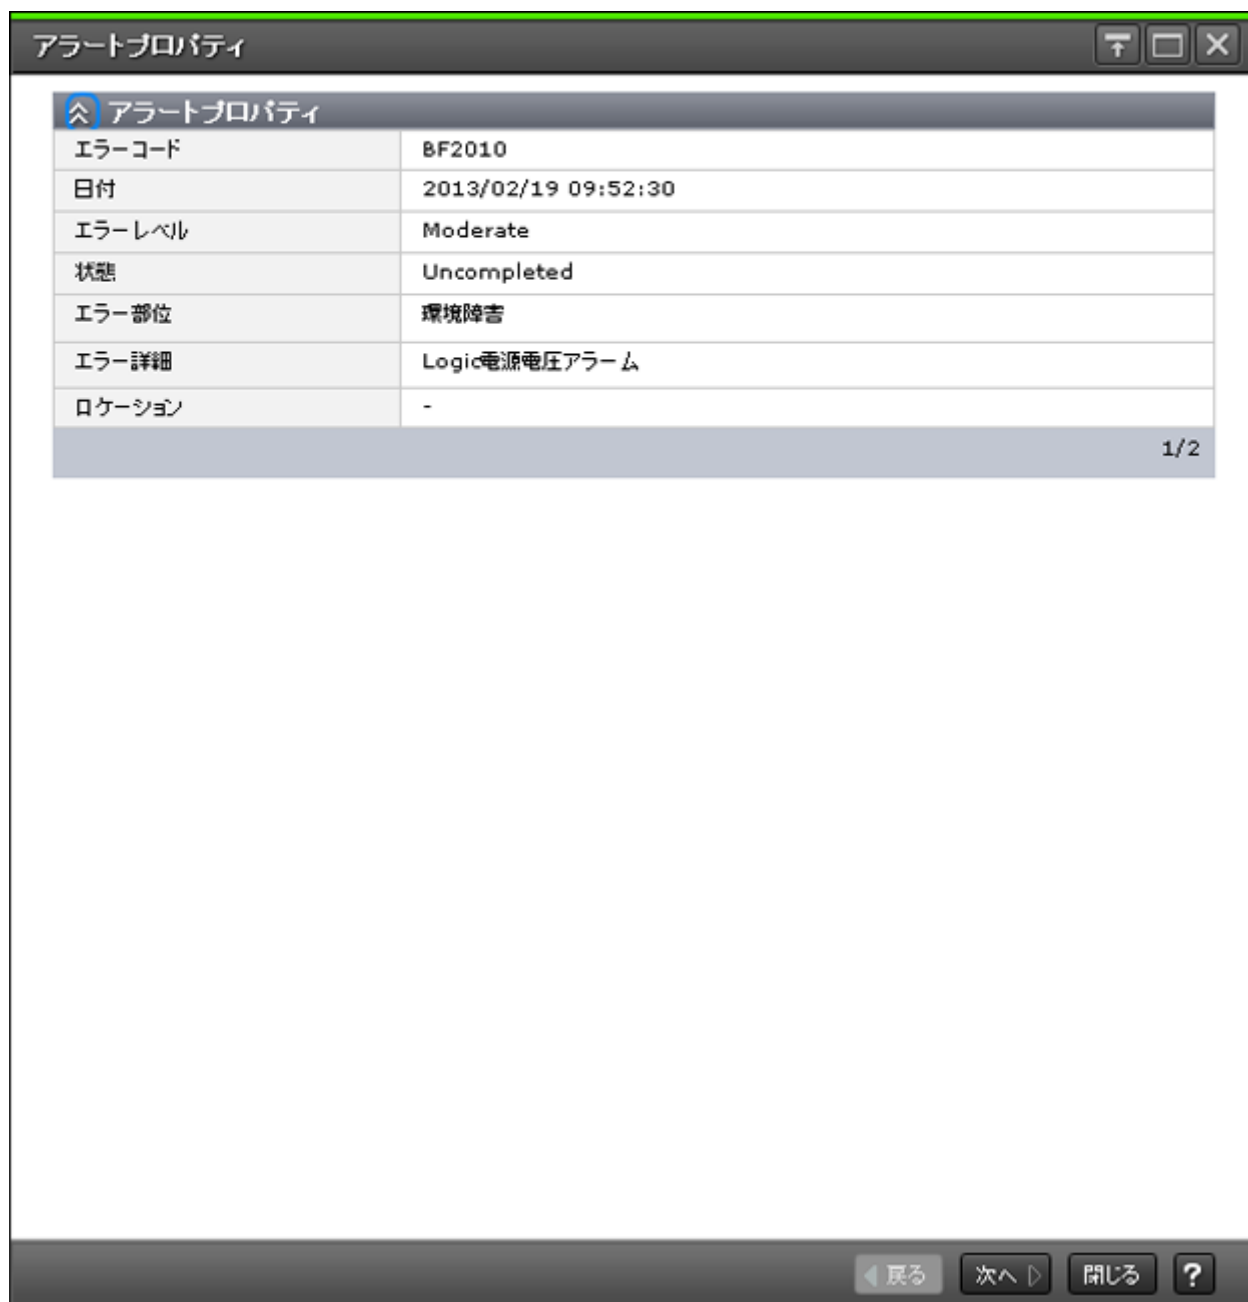 アラートプロパティ
アラートプロパティ
エラーコード BF2010
日付 2013/02/19 09:52:30
エラーレベル Moderate
状態 Uncompleted
エラー部位 環境障害
エラー詳細 Logic電源電圧アラーム
ロケーション -
1/2
戻る 次へ 閉じる ?